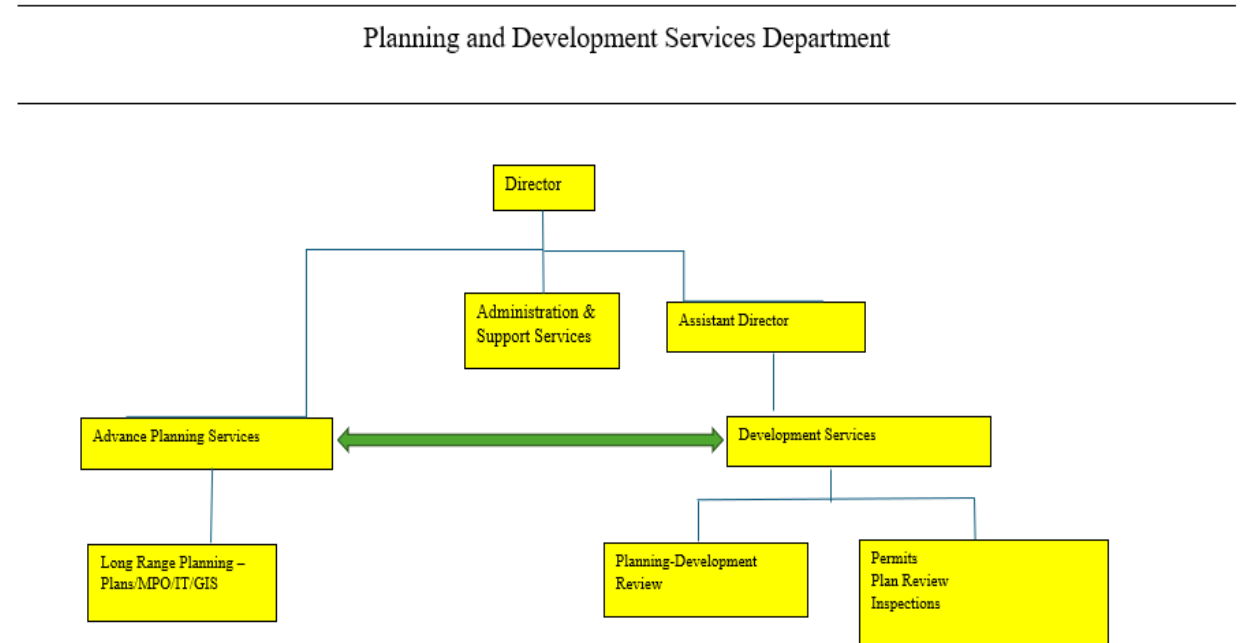 Planning and Development Services Department
Director
Administration &
Support Services
Assistant Director
Advance Planning Services
Development Services
Long Range Planning –
Plans/MPO/IT/GIS
Planning-Development
Review
Permits
Plan Review
Inspections